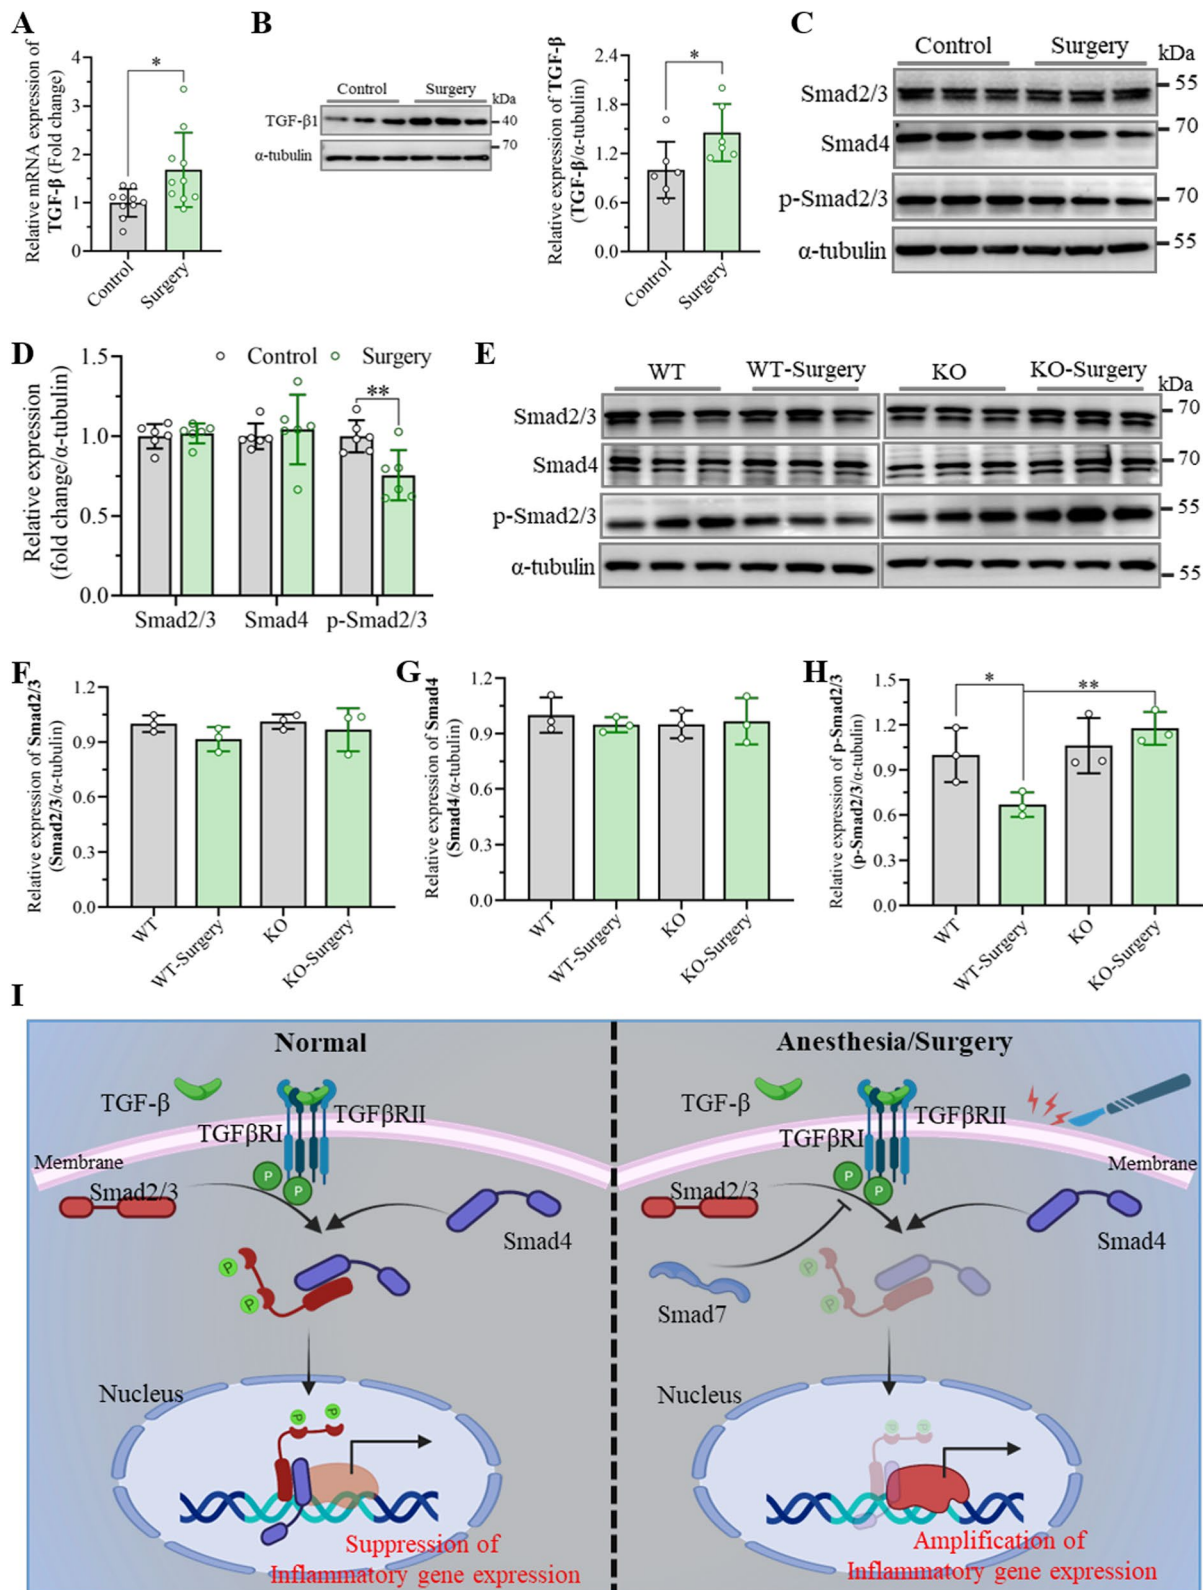 A
Relative mRNA expression of
TGF-β (Fold change)
4
3
2
1
0
*
Control
Surgery
B
Control
Surgery
kDa
TGF-β1
40
70
α-tubulin
Relative expression of TGF-β
(TGF-β/α-tubulin)
2.4
1.8
1.2
0.6
0.0
*
Control
Surgery
C
Control
Surgery
kDa
Smad2/3
55
Smad4
70
p-Smad2/3
70
α-tubulin
55
D
Relative expression
(fold change/α-tubulin)
1.5
1.0
0.5
0.0
Control
Surgery
**
Smad2/3
Smad4
p-Smad2/3
E
WT
WT-Surgery
KO
KO-Surgery
kDa
Smad2/3
70
Smad4
70
p-Smad2/3
55
α-tubulin
55
F
Relative expression of Smad2/3
(Smad2/3/α-tubulin)
1.2
0.9
0.6
0.3
0.0
WT
WT-Surgery
KO
KO-Surgery
G
Relative expression of Smad4
(Smad4/α-tubulin)
1.2
0.9
0.6
0.3
0.0
WT
WT-Surgery
KO
KO-Surgery
H
Relative expression of p-Smad2/3
(p-Smad2/3/α-tubulin)
1.5
1.2
0.9
0.6
0.3
0.0
*
**
WT
WT-Surgery
KO
KO-Surgery
I
Normal
TGF-β
TGFβRII
TGFβRI
Membrane
P
P
Smad2/3
Smad4
P
P
Nucleus
P
P
Suppression of
Inflammatory gene expression
Anesthesia/Surgery
TGF-β
TGFβRII
TGFβRI
Membrane
P
P
Smad2/3
Smad4
Smad7
P
P
Nucleus
P
P
Amplification of
Inflammatory gene expression